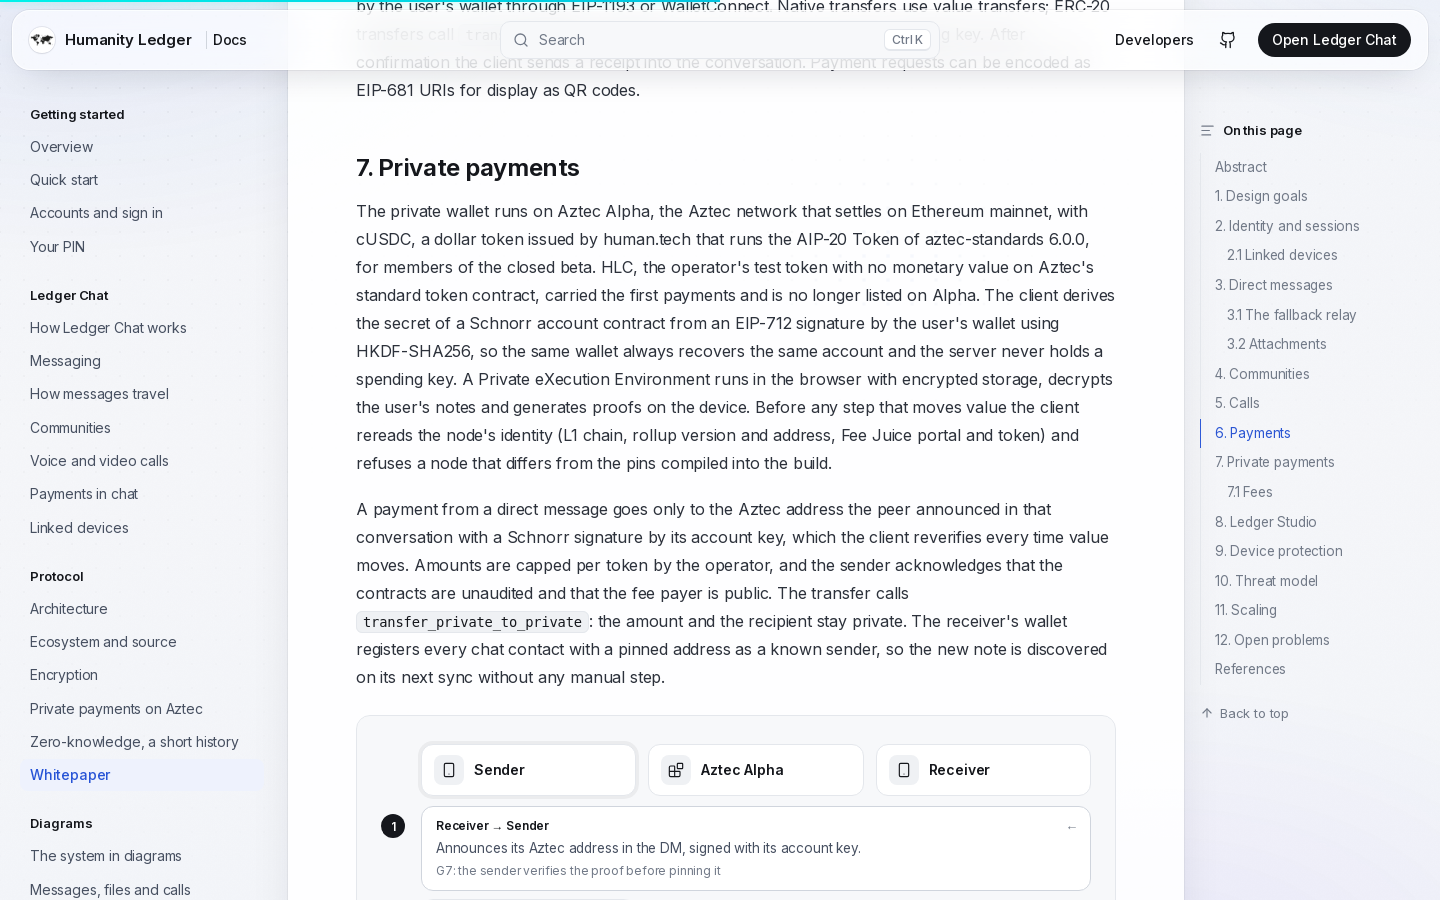 by the user's wallet through EIP-1193 or WalletConnect. Native transfers use value transfers; ERC-20
Humanity Ledger
Docs
Search
Ctrl K
Developers
Open Ledger Chat
transfers call
key. After
confirmation the client sends a receipt into the conversation. Payment requests can be encoded as
EIP-681 URIs for display as QR codes.
Getting started
Overview
Quick start
Accounts and sign in
Your PIN
Ledger Chat
How Ledger Chat works
Messaging
How messages travel
Communities
Voice and video calls
Payments in chat
Linked devices
Protocol
Architecture
Ecosystem and source
Encryption
Private payments on Aztec
Zero-knowledge, a short history
Whitepaper
Diagrams
The system in diagrams
Messages, files and calls
7. Private payments
The private wallet runs on Aztec Alpha, the Aztec network that settles on Ethereum mainnet, with
cUSDC, a dollar token issued by human.tech that runs the AIP-20 Token of aztec-standards 6.0.0,
for members of the closed beta. HLC, the operator's test token with no monetary value on Aztec's
standard token contract, carried the first payments and is no longer listed on Alpha. The client derives
the secret of a Schnorr account contract from an EIP-712 signature by the user's wallet using
HKDF-SHA256, so the same wallet always recovers the same account and the server never holds a
spending key. A Private eXecution Environment runs in the browser with encrypted storage, decrypts
the user's notes and generates proofs on the device. Before any step that moves value the client
rereads the node's identity (L1 chain, rollup version and address, Fee Juice portal and token) and
refuses a node that differs from the pins compiled into the build.
A payment from a direct message goes only to the Aztec address the peer announced in that
conversation with a Schnorr signature by its account key, which the client reverifies every time value
moves. Amounts are capped per token by the operator, and the sender acknowledges that the
contracts are unaudited and that the fee payer is public. The transfer calls
transfer_private_to_private: the amount and the recipient stay private. The receiver's wallet
registers every chat contact with a pinned address as a known sender, so the new note is discovered
on its next sync without any manual step.
Sender
Aztec Alpha
Receiver
1
Receiver → Sender
←
Announces its Aztec address in the DM, signed with its account key.
G7: the sender verifies the proof before pinning it
On this page
Abstract
1. Design goals
2. Identity and sessions
2.1 Linked devices
3. Direct messages
3.1 The fallback relay
3.2 Attachments
4. Communities
5. Calls
6. Payments
7. Private payments
7.1 Fees
8. Ledger Studio
9. Device protection
10. Threat model
11. Scaling
12. Open problems
References
↑ Back to top